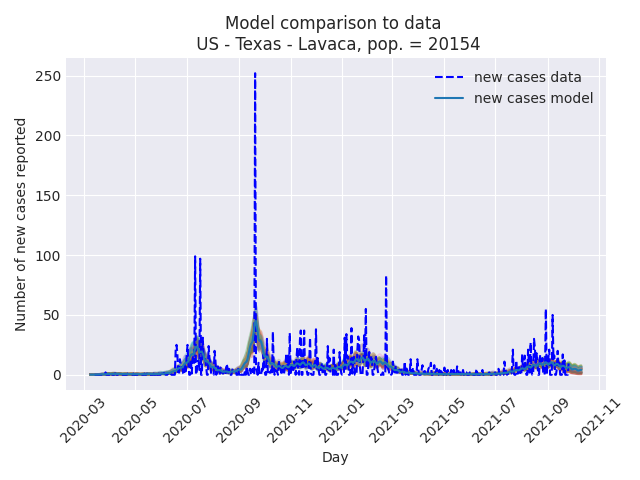 Model comparison to data
US - Texas - Lavaca, pop. = 20154
new cases data
new cases model
Number of new cases reported
250
200
150
100
50
0
2020-03
2020-05
2020-07
2020-09
2020-11
2021-01
2021-03
2021-05
2021-07
2021-09
2021-11
Day